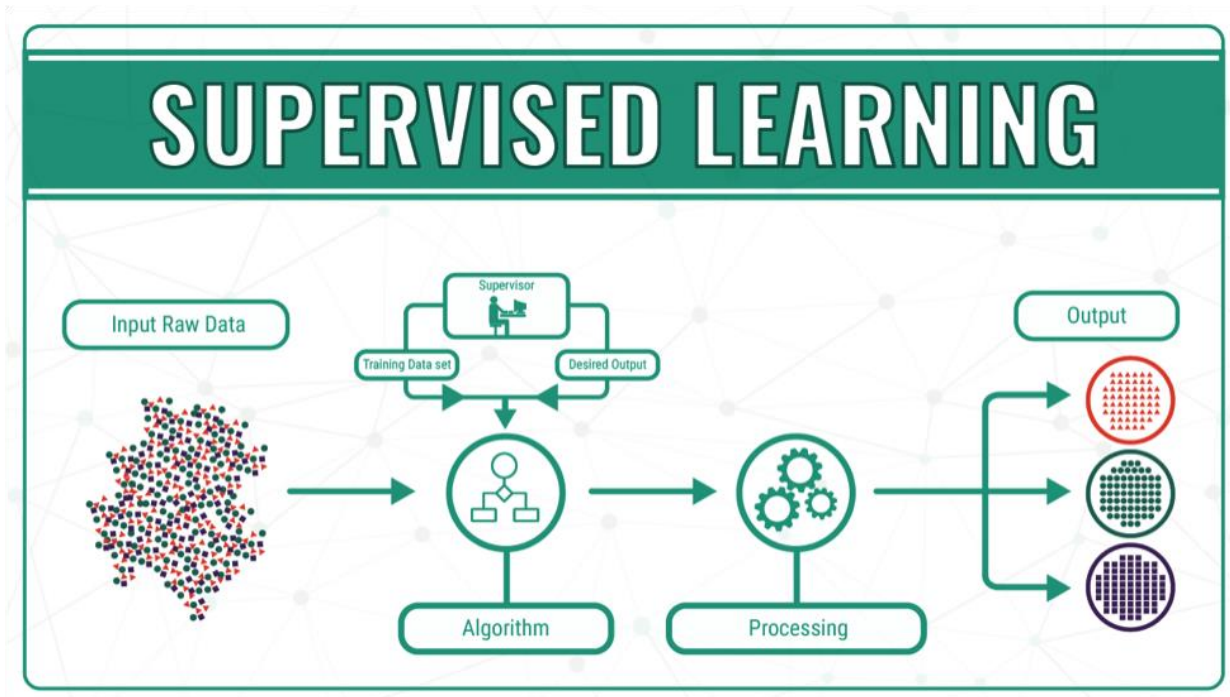 SUPERVISED LEARNING
Input Raw Data
Supervisor
Training Data set
Desired Output
Algorithm
Processing
Output